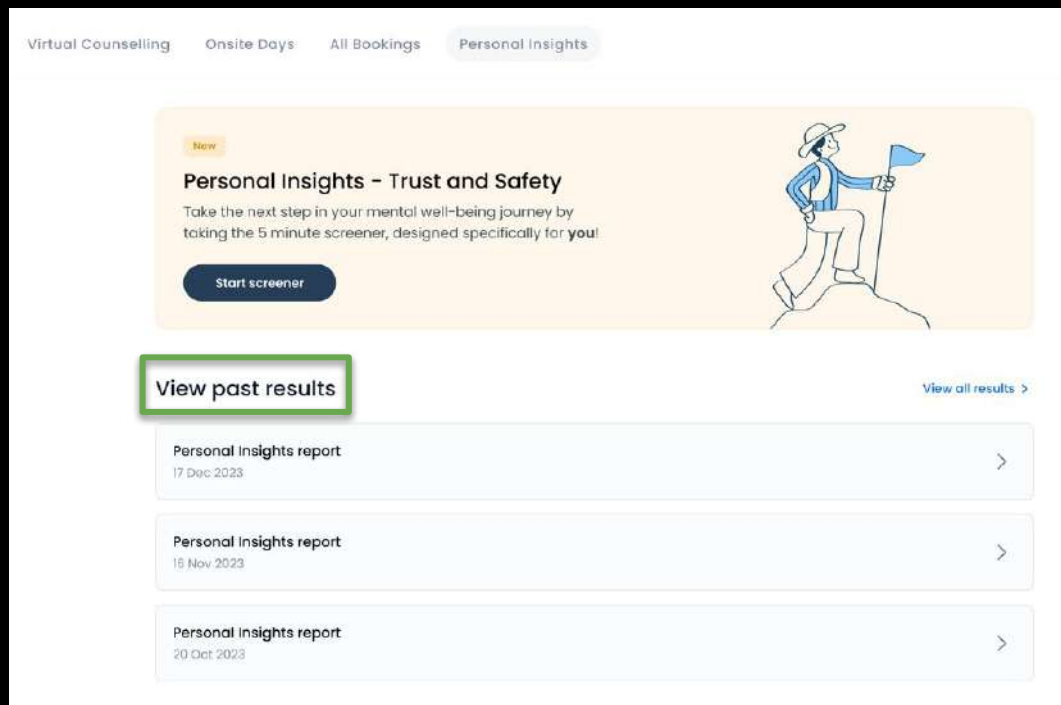 Virtual Counselling Onsite Days All Bookings Personal Insights
New
Personal Insights - Trust and Safety
Take the next step in your mental well-being journey by
taking the 5 minute screener, designed specifically for you!
Start screener
View past results
View all results >
Personal Insights report
17 Dec 2023
Personal Insights report
16 Nov 2023
Personal Insights report
20 Oct 2023